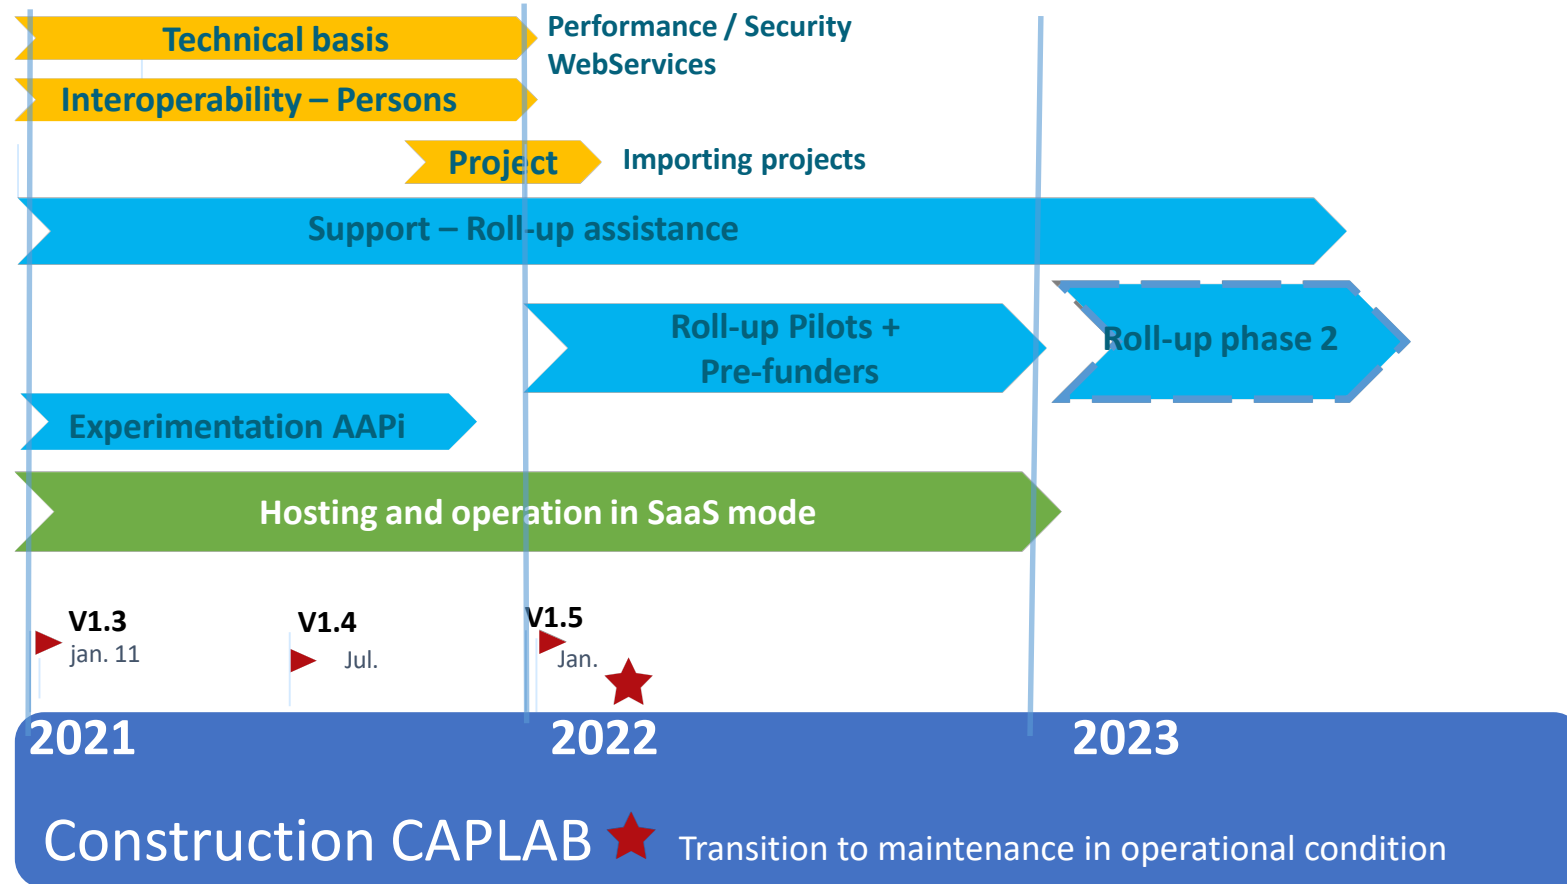 Technical basis
Performance / Security
WebServices
Interoperability – Persons
Project
Importing projects
Support – Roll-up assistance
Roll-up Pilots +
Pre-funders
Roll-up phase 2
Experimentation AAPi
Hosting and operation in SaaS mode
V1.3
jan. 11
V1.4
Jul.
V1.5
Jan.
2021
2022
2023
Construction CAPLAB
Transition to maintenance in operational condition